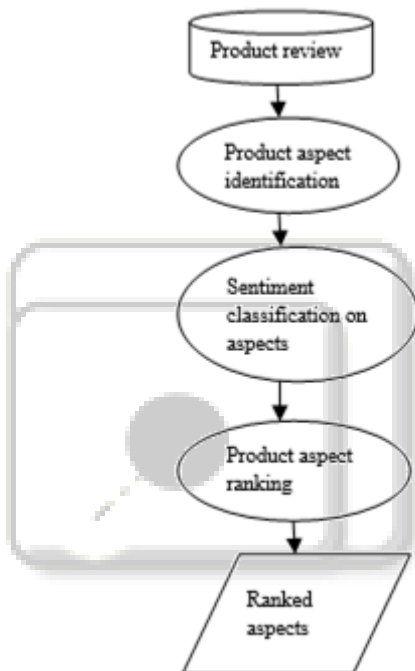 Product review
Product aspect
identification
Sentiment
classification on
aspects
Product aspect
ranking
Ranked
aspects